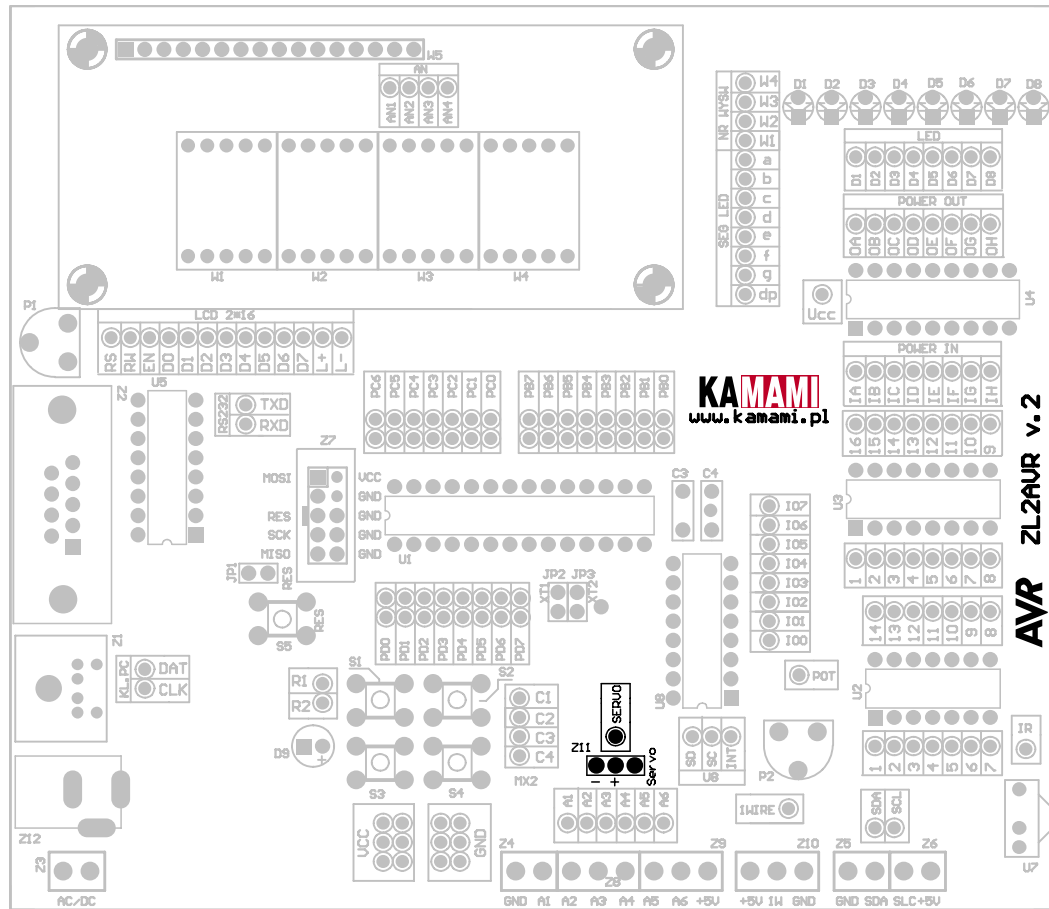 W5
AN
AN1 AN2 AN3 AN4
W1 W2 W3 W4
NR WYSW
W4
W3
W2
W1
SEG LED
a
b
c
d
e
f
g
dp
D1 D2 D3 D4 D5 D6 D7 D8
LED
D1 D2 D3 D4 D5 D6 D7 D8
POWER OUT
OA OB OC OD OE OF OG OH
U4
Ucc
P1
LCD 2*16
RS RW EN D0 D1 D2 D3 D4 D5 D6 D7 L+ L-
POWER IN
IA IB IC ID IE IF IG IH
16 15 14 13 12 11 10 9
U3
1 2 3 4 5 6 7 8
14 13 12 11 10 9 8
U2
1 2 3 4 5 6 7
Z2
U5
RS232
TXD
RXD
PC6 PC5 PC4 PC3 PC2 PC1 PC0
PB7 PB6 PB5 PB4 PB3 PB2 PB1 PB0
KAMAMI
www.kamami.pl
AVR ZL2AVR v.2
Z7
MOSI VCC
GND
RES GND
SCK GND
MISO GND
U1
C3 C4
IO7
IO6
IO5
IO4
IO3
IO2
IO1
IO0
JP1
RES
RES
S5
JP2 JP3
XT1 XT2
PD0 PD1 PD2 PD3 PD4 PD5 PD6 PD7
Z1
KL.PC
DAT
CLK
R1
R2
D9
+
S1
S2
S3 S4
C1
C2
C3
C4
MX2
SERVO
Z11
- + Servo
U8
SD SC INT
U8
POT
P2
IR
U7
Z12
Z3
AC/DC
VCC
GND
A1 A2 A3 A4 A5 A6
1WIRE
SDA SCL
Z4 Z8 Z9 Z10 Z5 Z6
GND A1 A2 A3 A4 A5 A6 +5V +5V 1W GND GND SDA SLC +5V